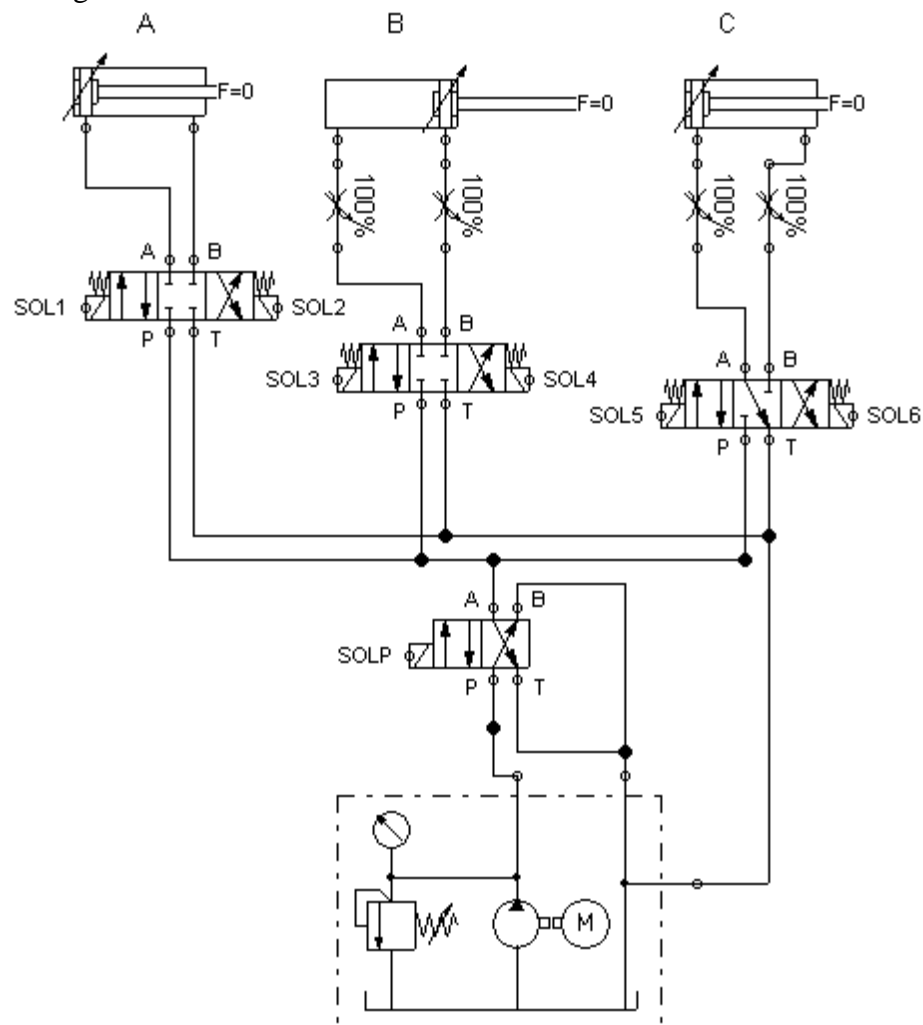 A B C
F=0 F=0 F=0
100% 100% 100% 100%
A B
SOL1 SOL2
P T
A B
SOL3 SOL4
P T
A B
SOL5 SOL6
P T
A B
SOLP
P T
M